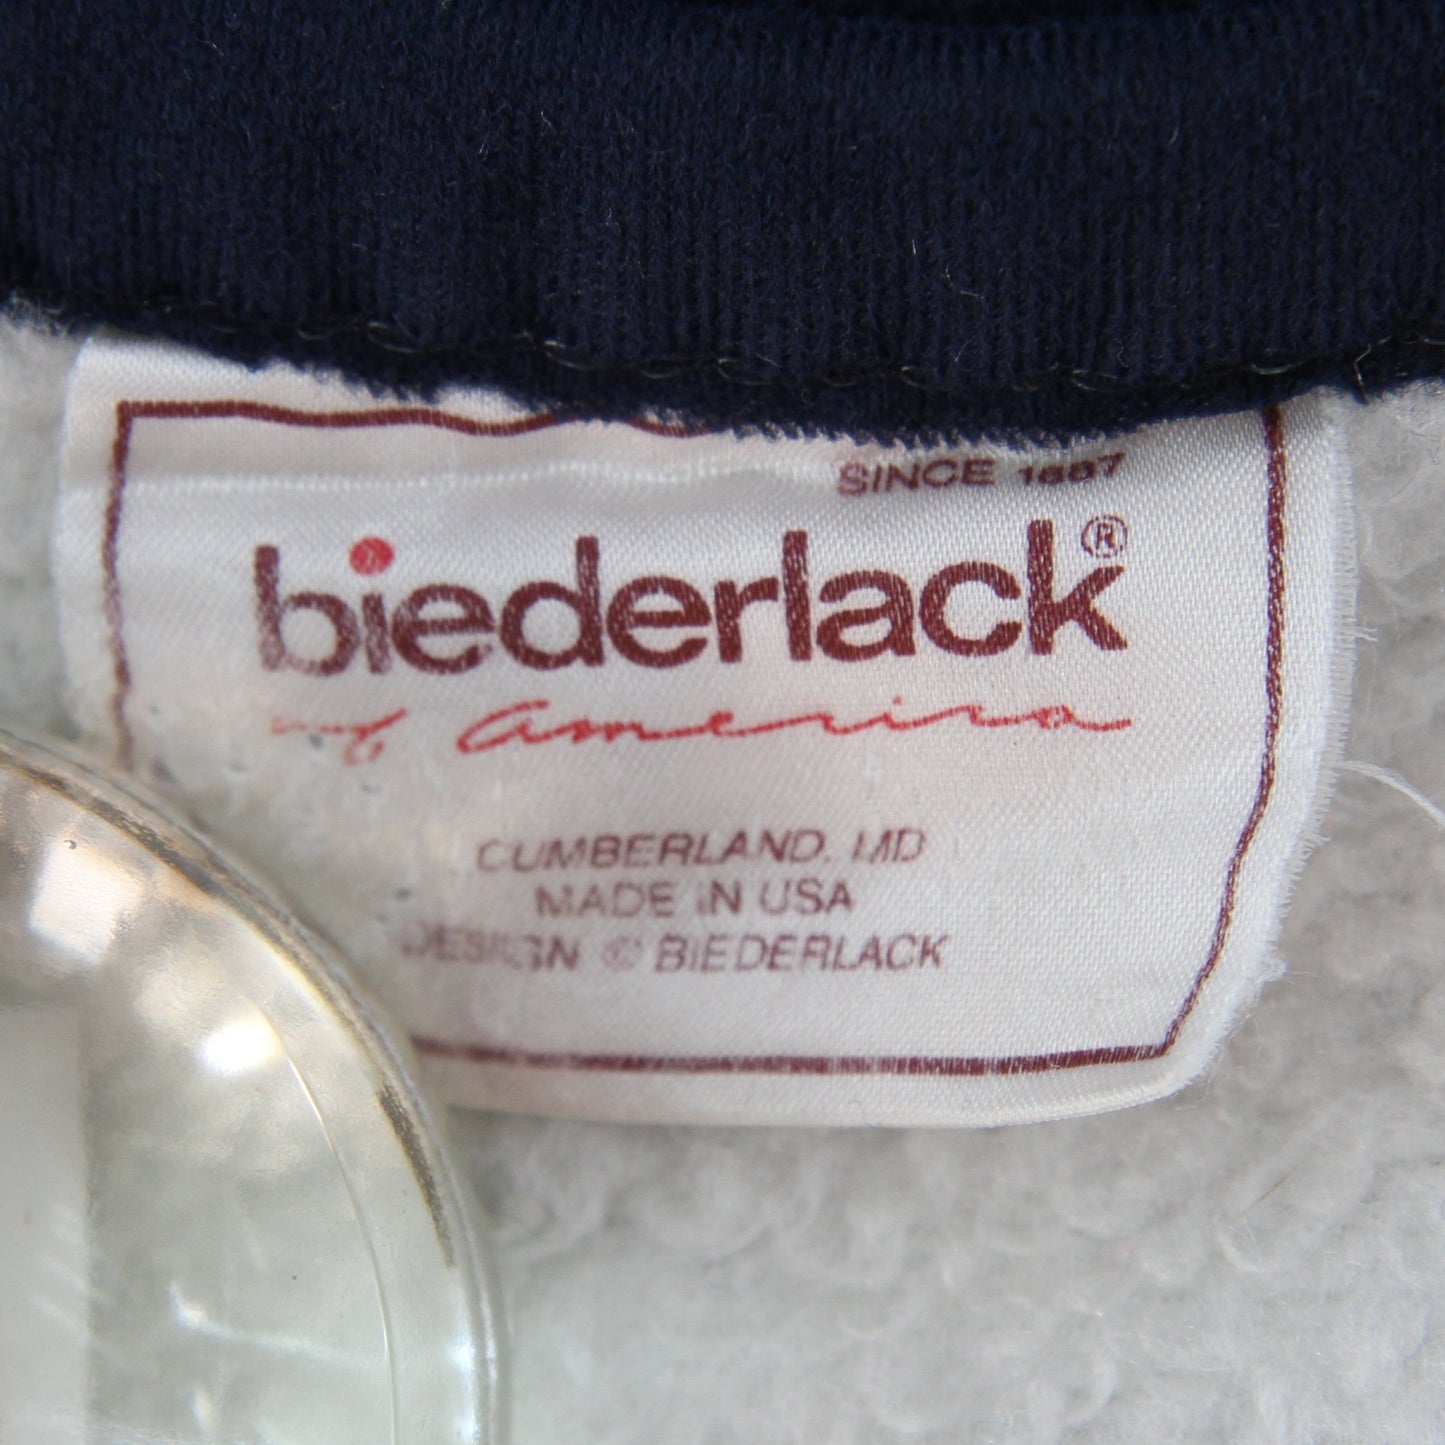 SINCE 1887
biederlack®
of america
CUMBERLAND, MD
MADE IN USA
DESIGN © BIEDERLACK